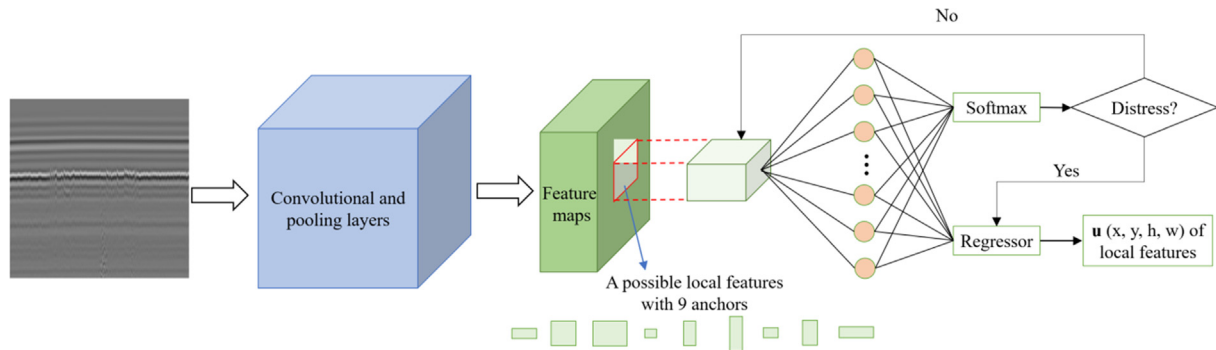 No
Softmax
Distress?
Convolutional and
pooling layers
Feature
maps
Yes
Regressor
u (x, y, h, w) of
local features
A possible local features
with 9 anchors